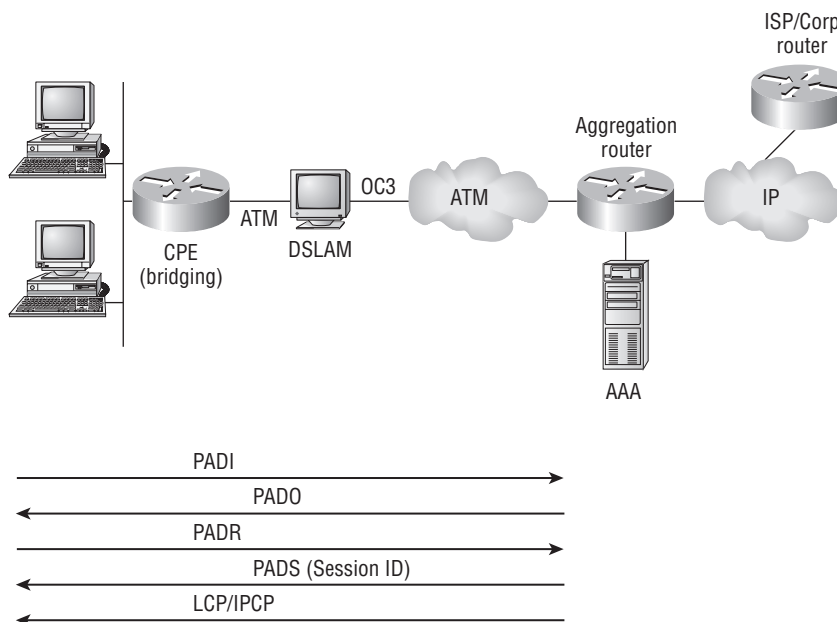 ISP/Corp
router
Aggregation
router
OC3
ATM
IP
ATM
DSLAM
CPE
(bridging)
AAA
PADI
PADO
PADR
PADS (Session ID)
LCP/IPCP